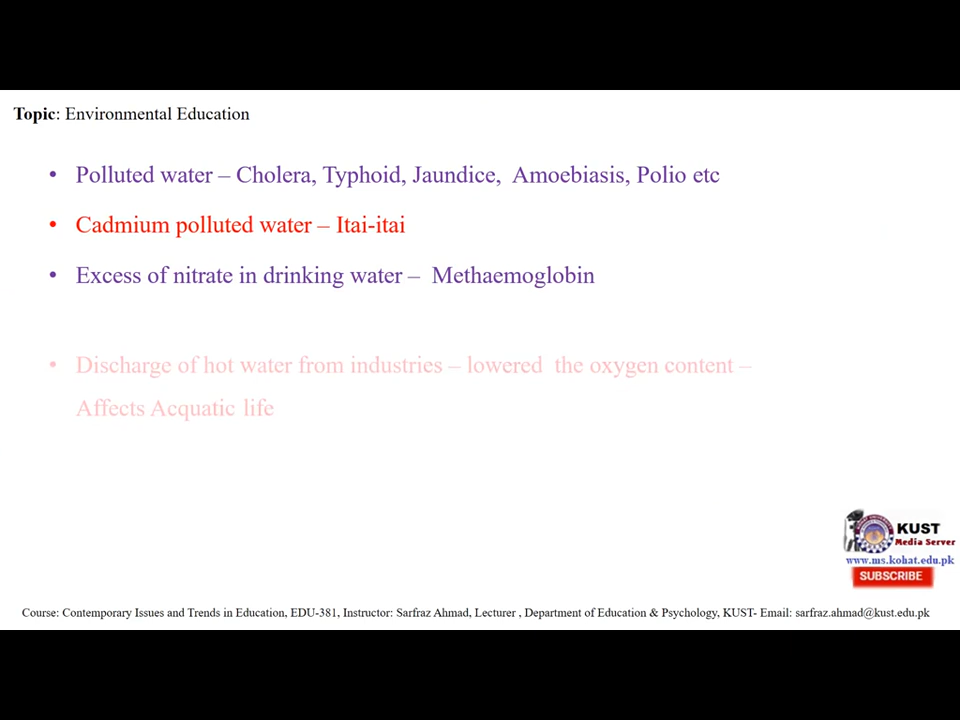 Topic: Environmental Education
• Polluted water – Cholera, Typhoid, Jaundice, Amoebiasis, Polio etc
• Cadmium polluted water – Itai-itai
• Excess of nitrate in drinking water – Methaemoglobin
• Discharge of hot water from industries – lowered the oxygen content –
Affects Acquatic life
KUST
Media Server
www.ms.kohat.edu.pk
SUBSCRIBE
Course: Contemporary Issues and Trends in Education, EDU-381, Instructor: Sarfraz Ahmad, Lecturer , Department of Education & Psychology, KUST- Email: sarfraz.ahmad@kust.edu.pk